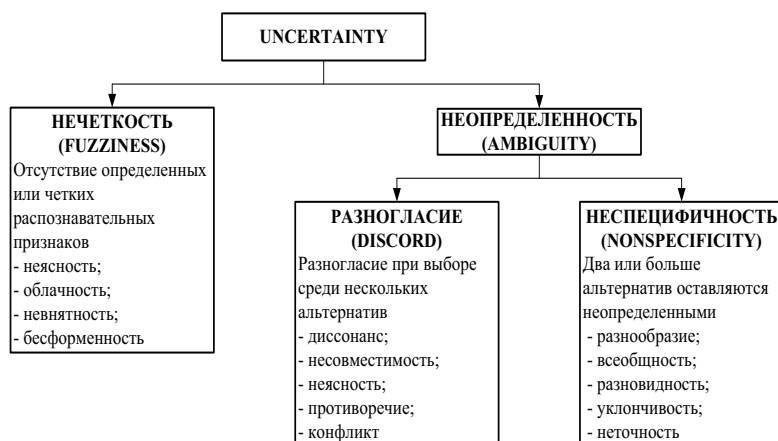 UNCERTAINTY
НЕЧЕТКОСТЬ
(FUZZINESS)
Отсутствие определенных
или четких
распознавательных
признаков
- неясность;
- облачность;
- невнятность;
- бесформенность
НЕОПРЕДЕЛЕННОСТЬ
(AMBIGUITY)
РАЗНОГЛАСИЕ
(DISCORD)
Разногласие при выборе
среди нескольких
альтернатив
- диссонанс;
- несовместимость;
- неясность;
- противоречие;
- конфликт
НЕСПЕЦИФИЧНОСТЬ
(NONSPECIFICITY)
Два или больше
альтернатив оставляются
неопределенными
- разнообразие;
- всеобщность;
- разновидность;
- уклончивость;
- неточность